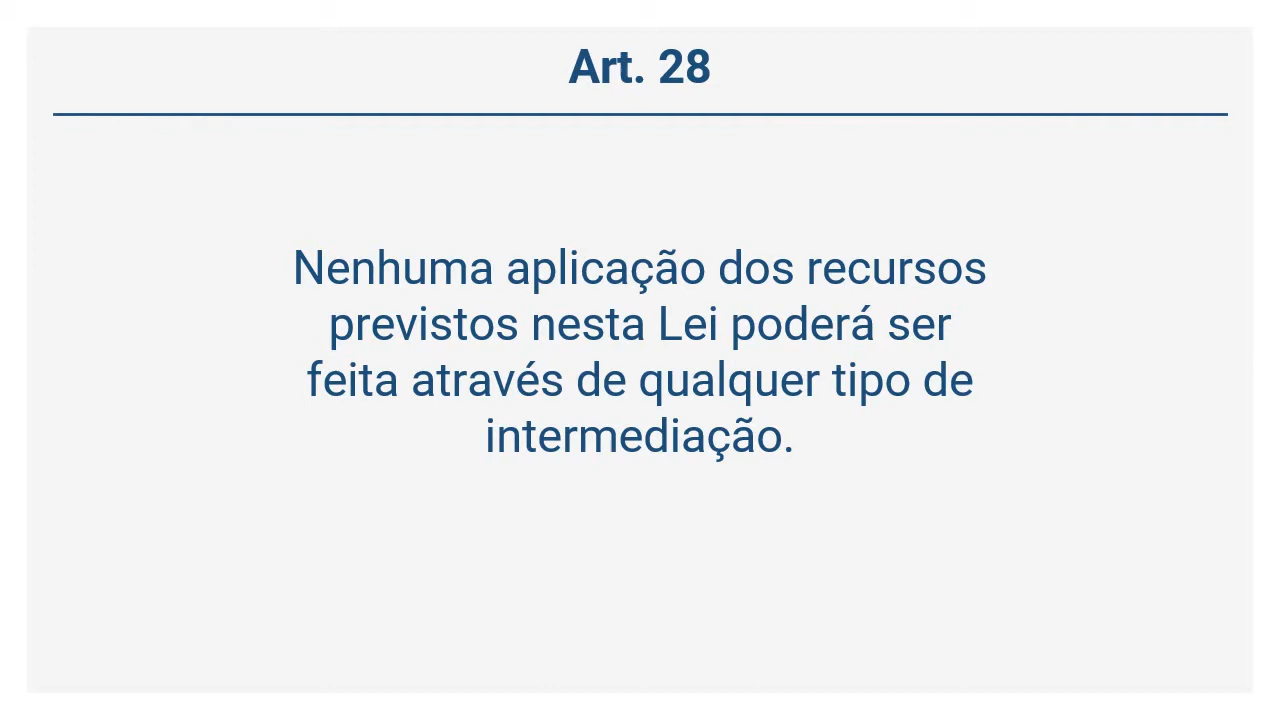 Art. 28
Nenhuma aplicação dos recursos
previstos nesta Lei poderá ser
feita através de qualquer tipo de
intermediação.